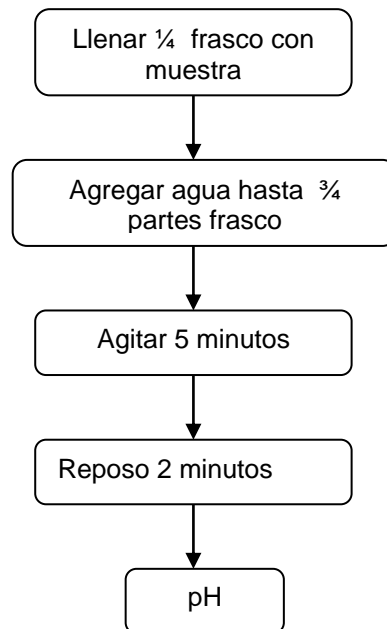 Llenar ¼ frasco con
muestra
Agregar agua hasta ¾
partes frasco
Agitar 5 minutos
Reposo 2 minutos
pH